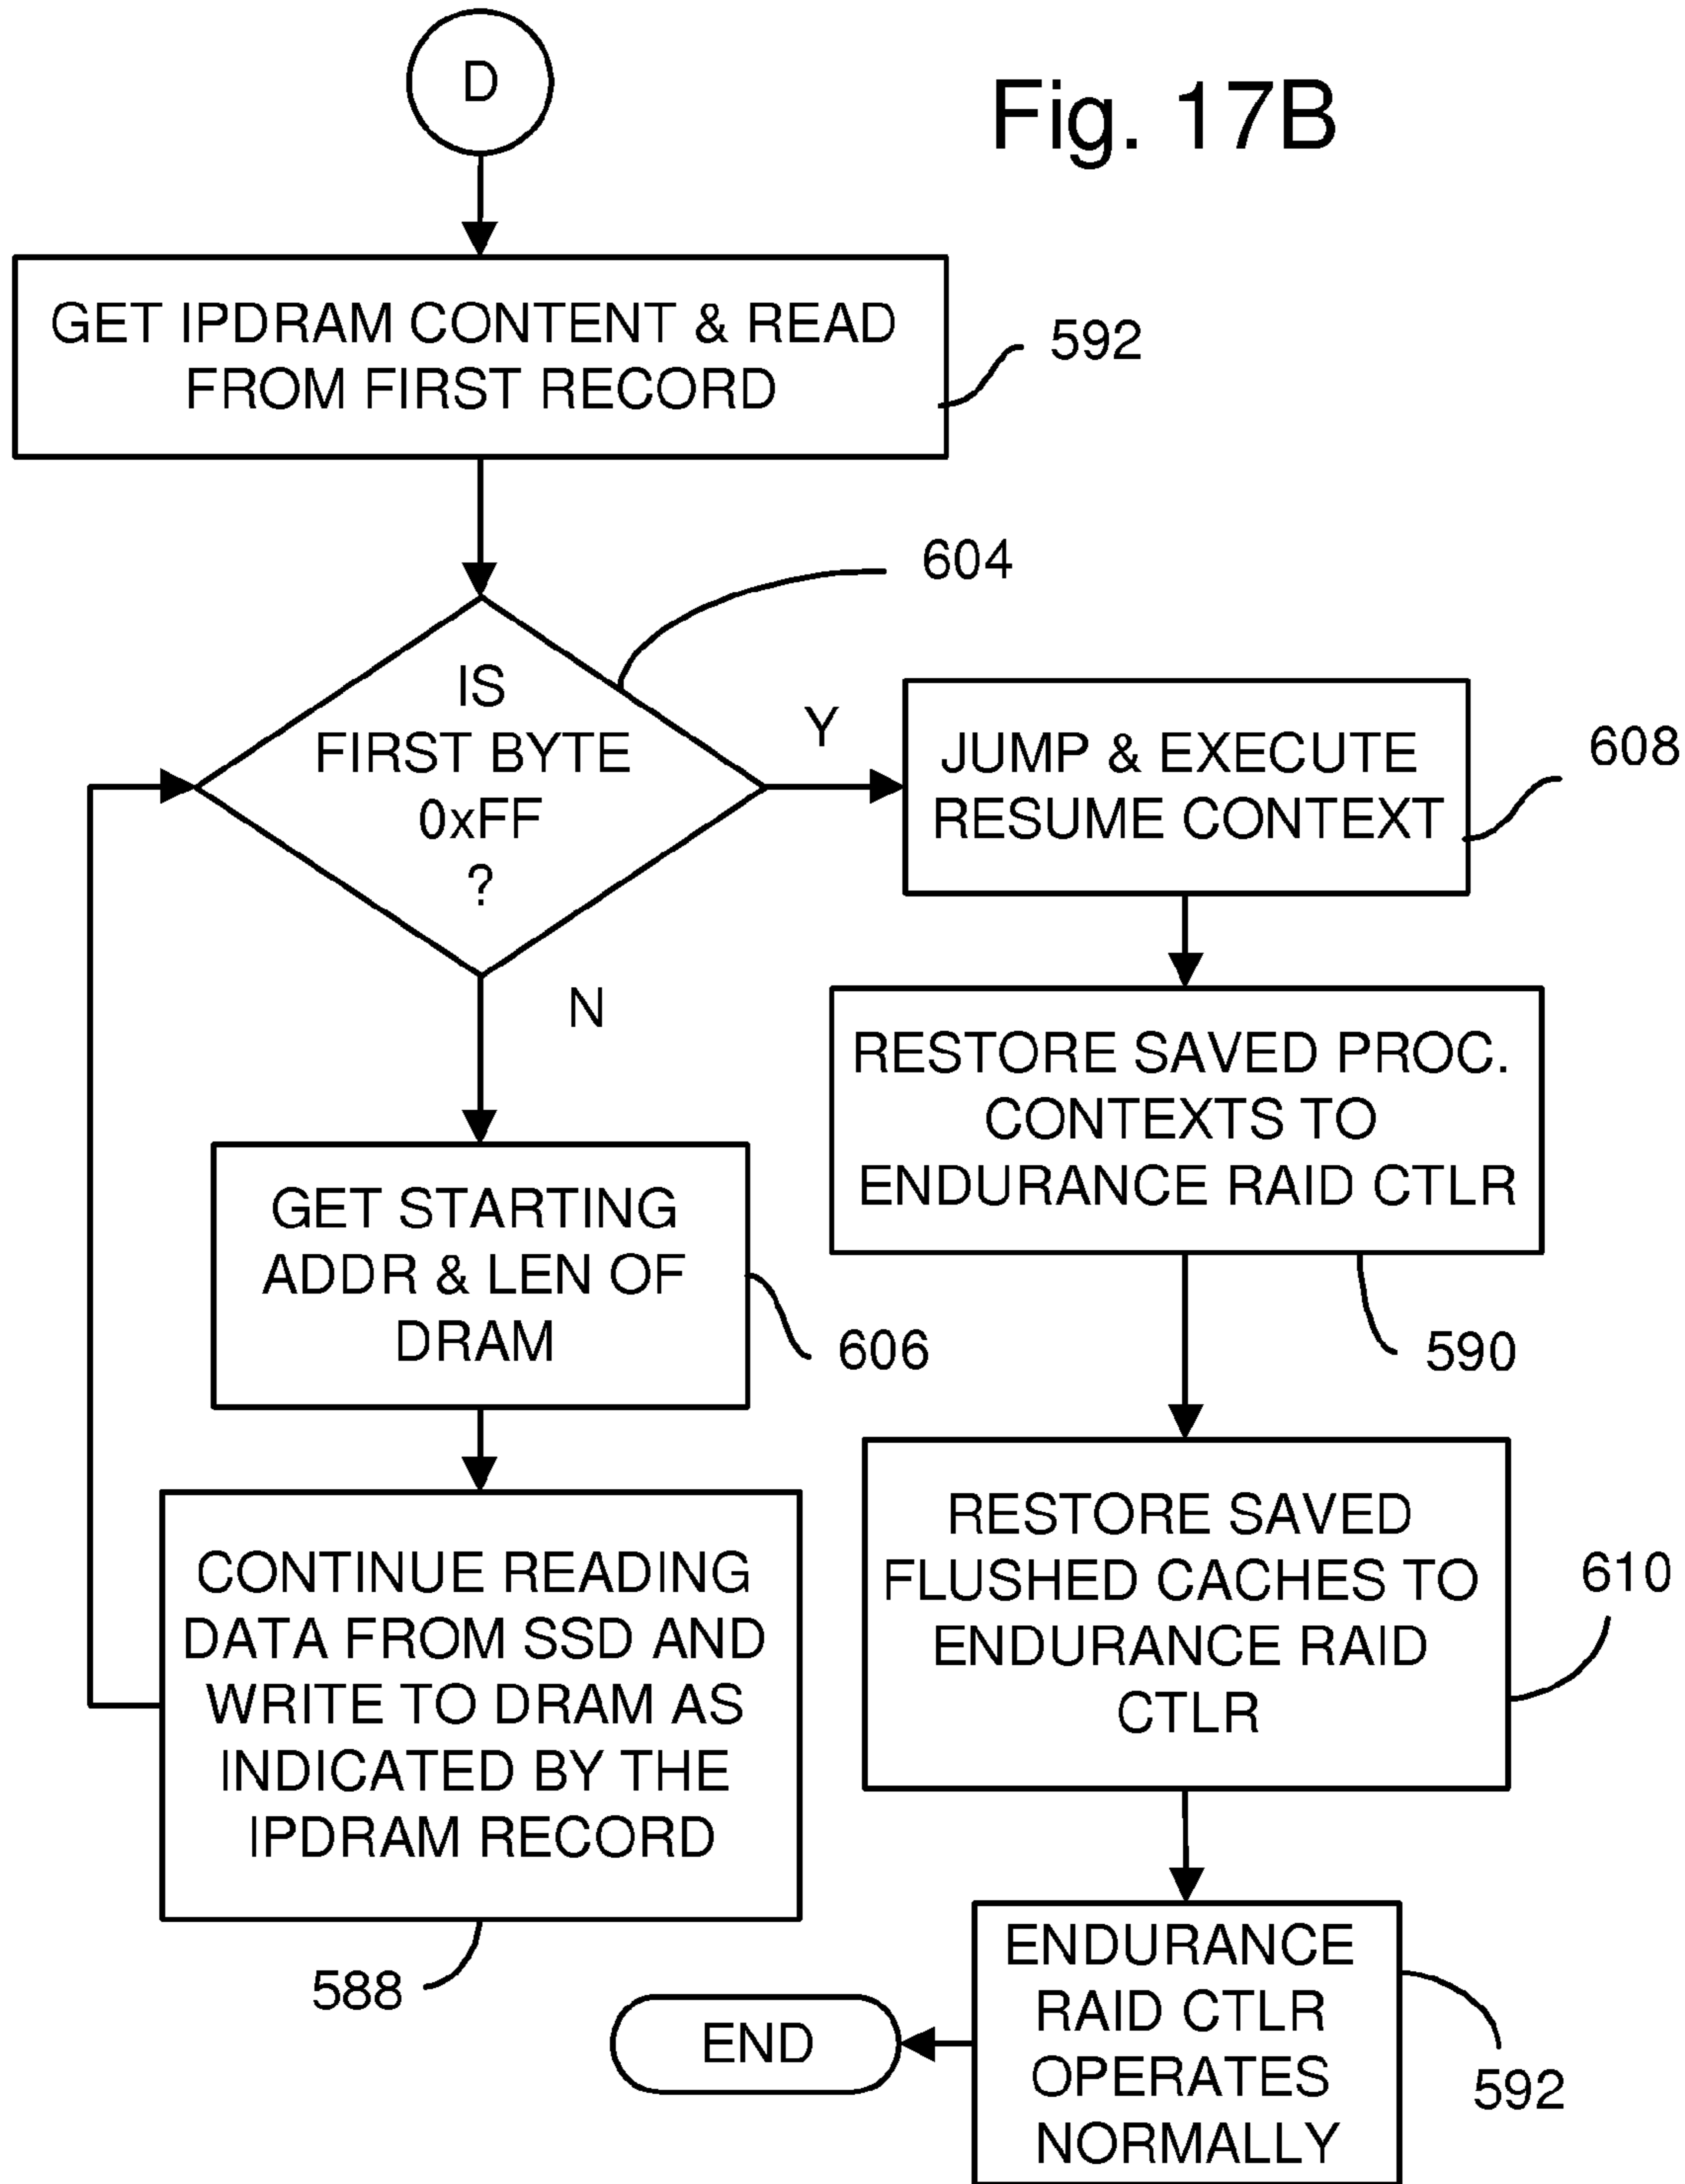 D
Fig. 17B
GET IPDRAM CONTENT & READ
FROM FIRST RECORD
592
604
IS
FIRST BYTE
0xFF
?
Y
N
JUMP & EXECUTE
RESUME CONTEXT
608
RESTORE SAVED PROC.
CONTEXTS TO
ENDURANCE RAID CTLR
590
GET STARTING
ADDR & LEN OF
DRAM
606
CONTINUE READING
DATA FROM SSD AND
WRITE TO DRAM AS
INDICATED BY THE
IPDRAM RECORD
588
RESTORE SAVED
FLUSHED CACHES TO
ENDURANCE RAID
CTLR
610
ENDURANCE
RAID CTLR
OPERATES
NORMALLY
592
END